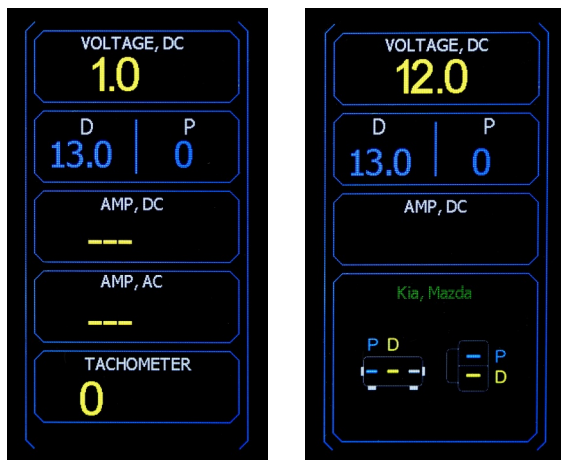 VOLTAGE, DC
1.0
D P
13.0 0
AMP, DC
---
AMP, AC
---
TACHOMETER
0
VOLTAGE, DC
12.0
D P
13.0 0
AMP, DC
Kia, Mazda
P D
P
D